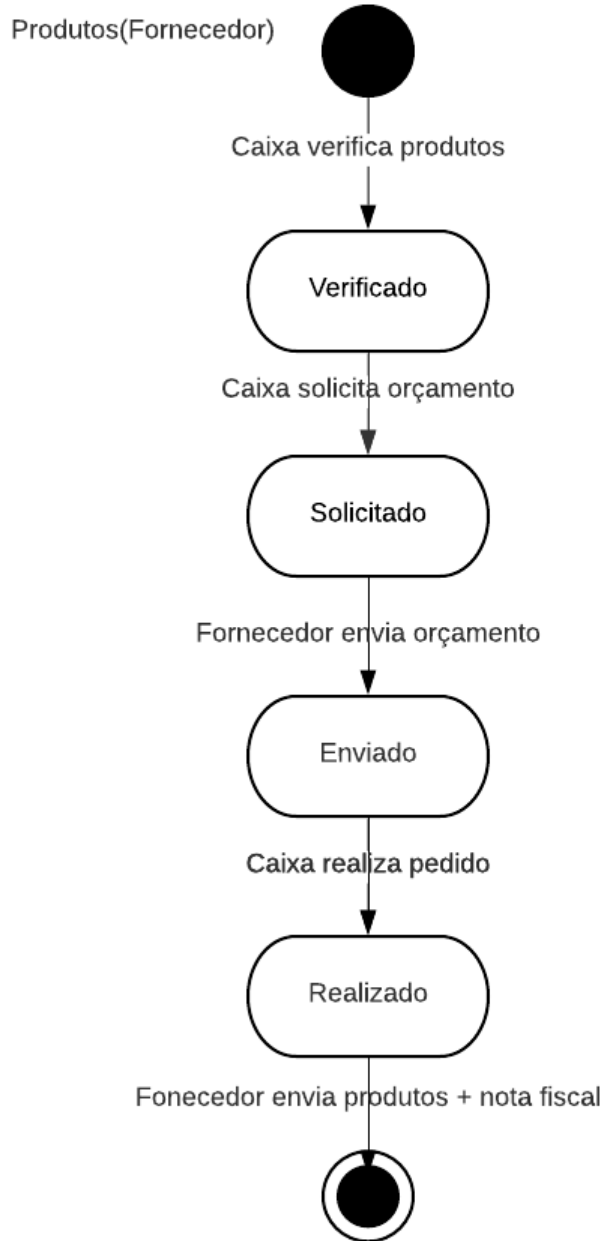 Produtos(Fornecedor)
Caixa verifica produtos
Verificado
Caixa solicita orçamento
Solicitado
Fornecedor envia orçamento
Enviado
Caixa realiza pedido
Realizado
Fonecedor envia produtos + nota fiscal